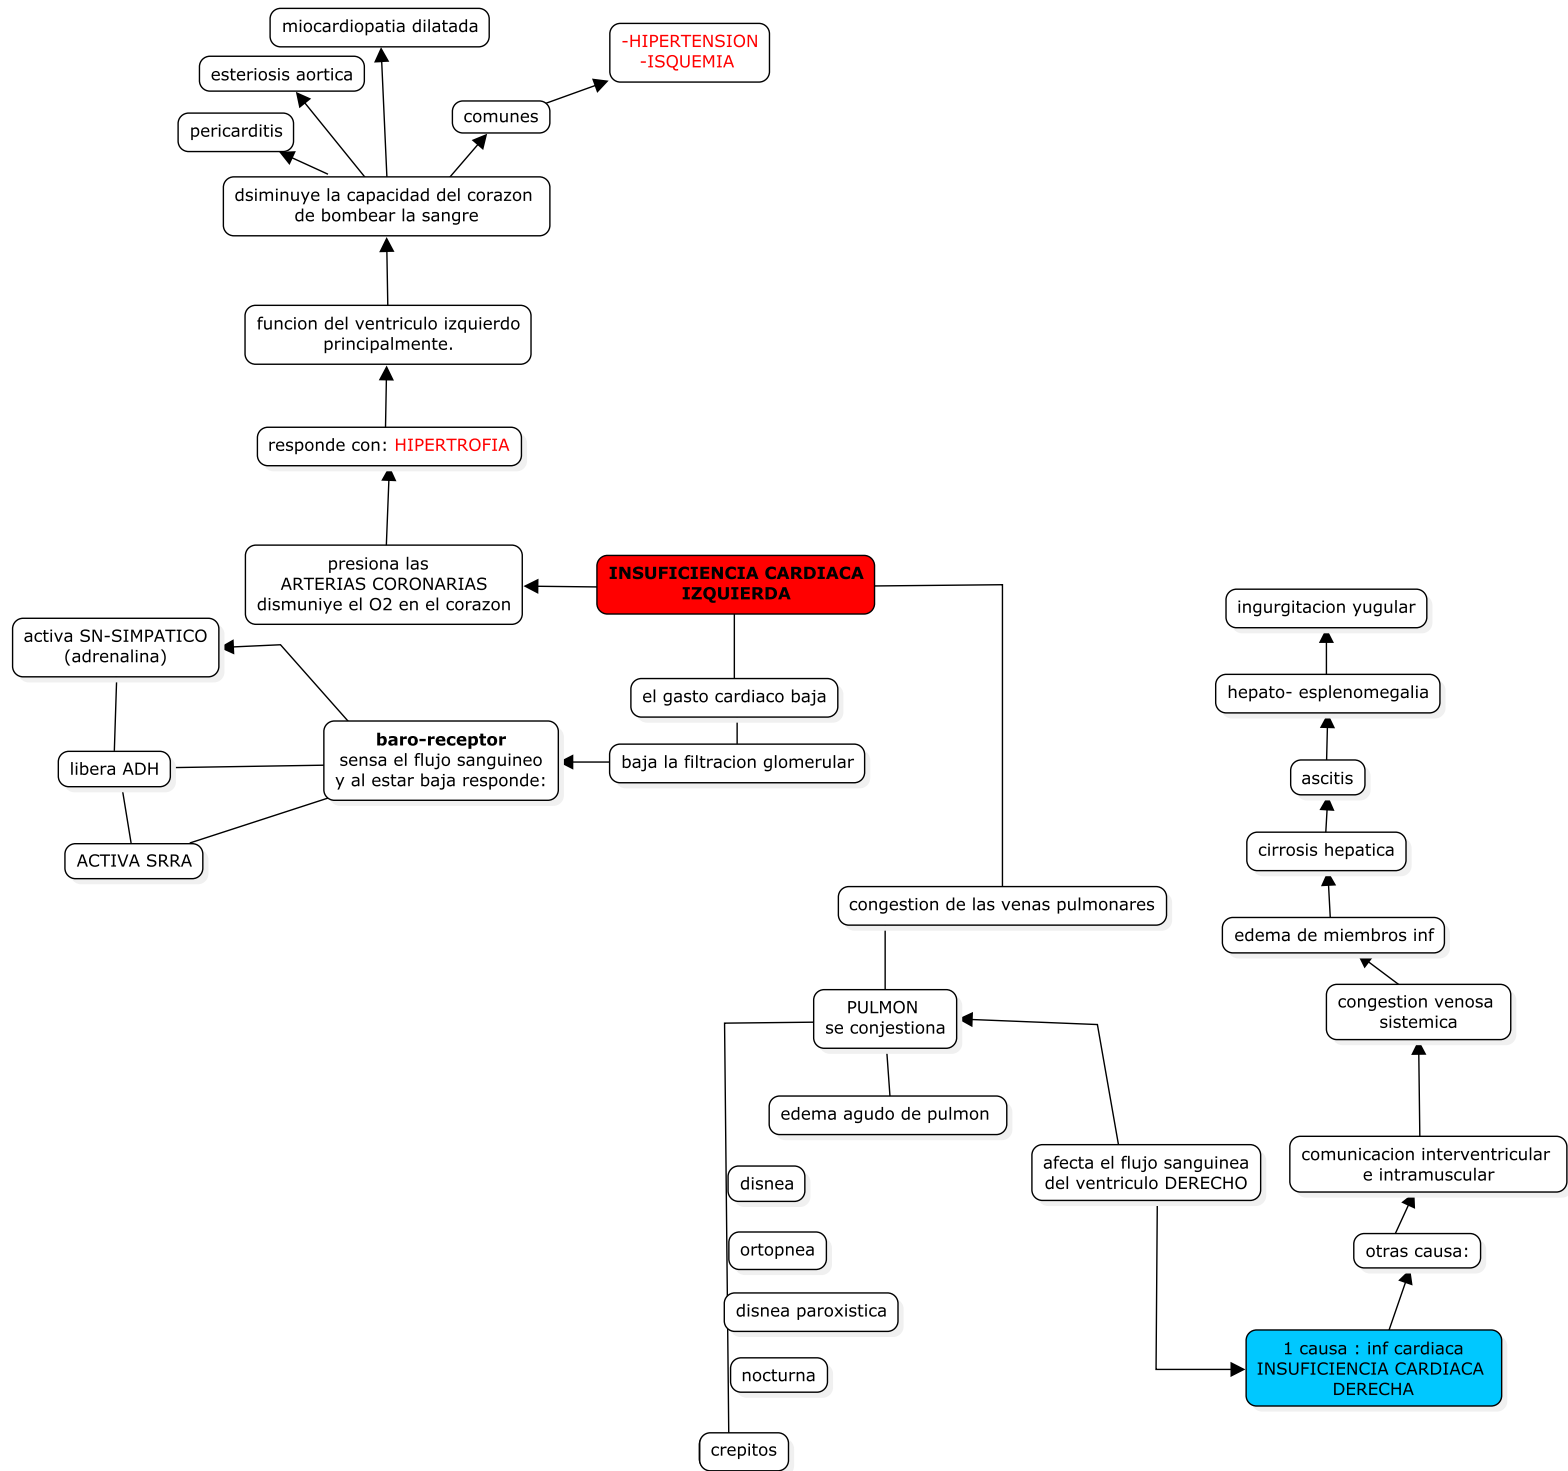 miocardiopatia dilatada
-HIPERTENSION
-ISQUEMIA
esteriosis aortica
comunes
pericarditis
dsiminuye la capacidad del corazon
de bombear la sangre
funcion del ventriculo izquierdo
principalmente.
responde con: HIPERTROFIA
presiona las
ARTERIAS CORONARIAS
dismuniye el O2 en el corazon
INSUFICIENCIA CARDIACA
IZQUIERDA
activa SN-SIMPATICO
(adrenalina)
el gasto cardiaco baja
baro-receptor
sensa el flujo sanguineo
y al estar baja responde:
baja la filtracion glomerular
libera ADH
ACTIVA SRRA
congestion de las venas pulmonares
PULMON
se conjestiona
edema agudo de pulmon
disnea
ortopnea
disnea paroxistica
nocturna
crepitos
afecta el flujo sanguinea
del ventriculo DERECHO
ingurgitacion yugular
hepato- esplenomegalia
ascitis
cirrosis hepatica
edema de miembros inf
congestion venosa
sistemica
comunicacion interventricular
e intramuscular
otras causa:
1 causa : inf cardiaca
INSUFICIENCIA CARDIACA
DERECHA